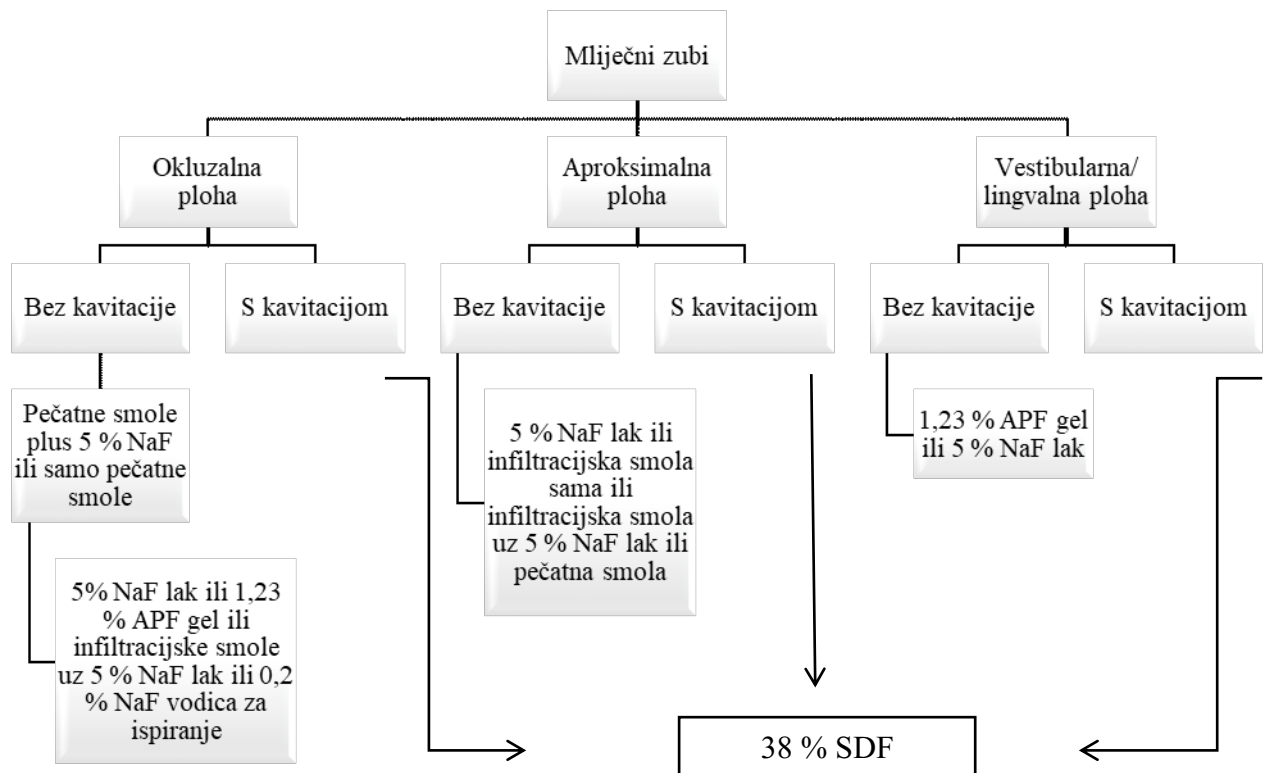 Mliječni zubi
Okluzalna
ploha
Aproksimalna
ploha
Vestibularna/
lingvalna ploha
Bez kavitacije
S kavitacijom
Bez kavitacije
S kavitacijom
Bez kavitacije
S kavitacijom
Pečatne smole
plus 5 % NaF
ili samo pečatne
smole
5 % NaF lak ili
infiltracijska smola
sama ili
infiltracijska smola
uz 5 % NaF lak ili
pečatna smola
1,23 % APF gel
ili 5 % NaF lak
5% NaF lak ili 1,23
% APF gel ili
infiltracijske smole
uz 5 % NaF lak ili 0,2
% NaF vodica za
ispiranje
38 % SDF